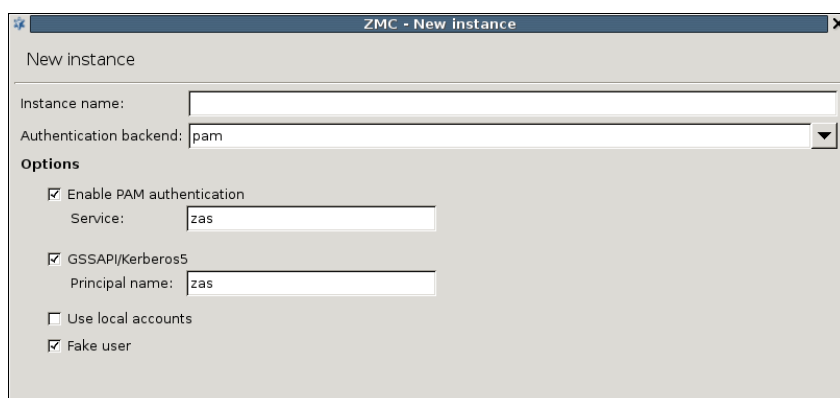 ZMC - New instance
New instance
Instance name:
Authentication backend: pam
Options
Enable PAM authentication
Service: zas
GSSAPI/Kerberos5
Principal name: zas
Use local accounts
Fake user